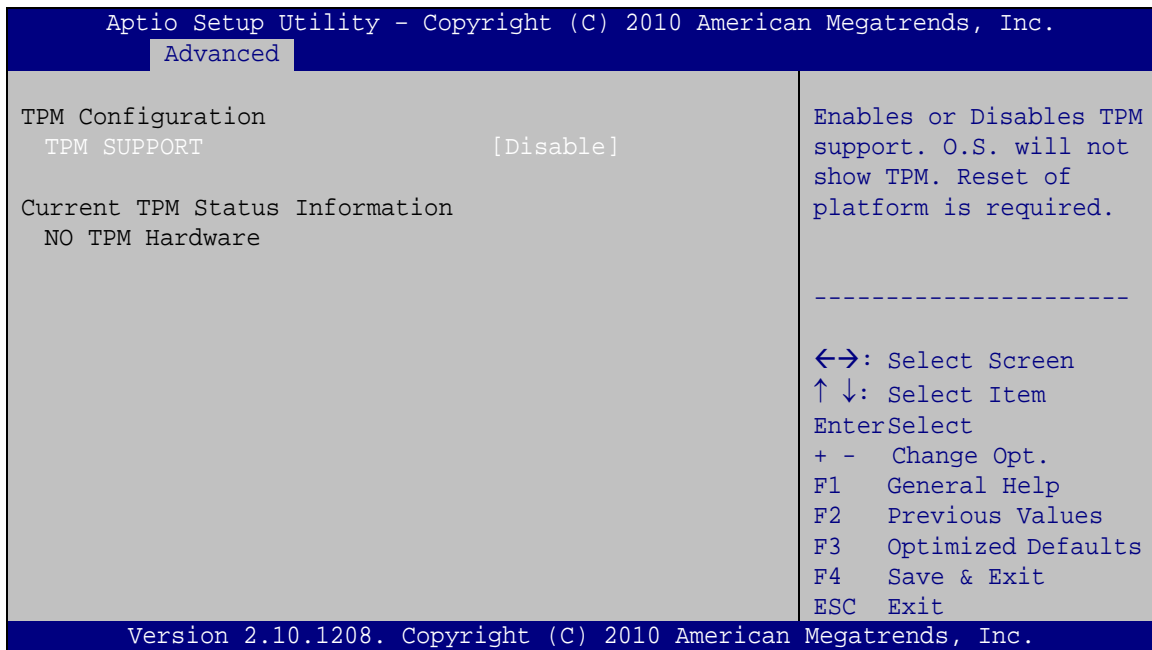 Aptio Setup Utility – Copyright (C) 2010 American Megatrends, Inc.
Advanced
TPM Configuration
TPM SUPPORT [Disable]
Current TPM Status Information
NO TPM Hardware
Enables or Disables TPM
support. O.S. will not
show TPM. Reset of
platform is required.
----------------------
←→: Select Screen
↑ ↓: Select Item
EnterSelect
+ - Change Opt.
F1 General Help
F2 Previous Values
F3 Optimized Defaults
F4 Save & Exit
ESC Exit
Version 2.10.1208. Copyright (C) 2010 American Megatrends, Inc.